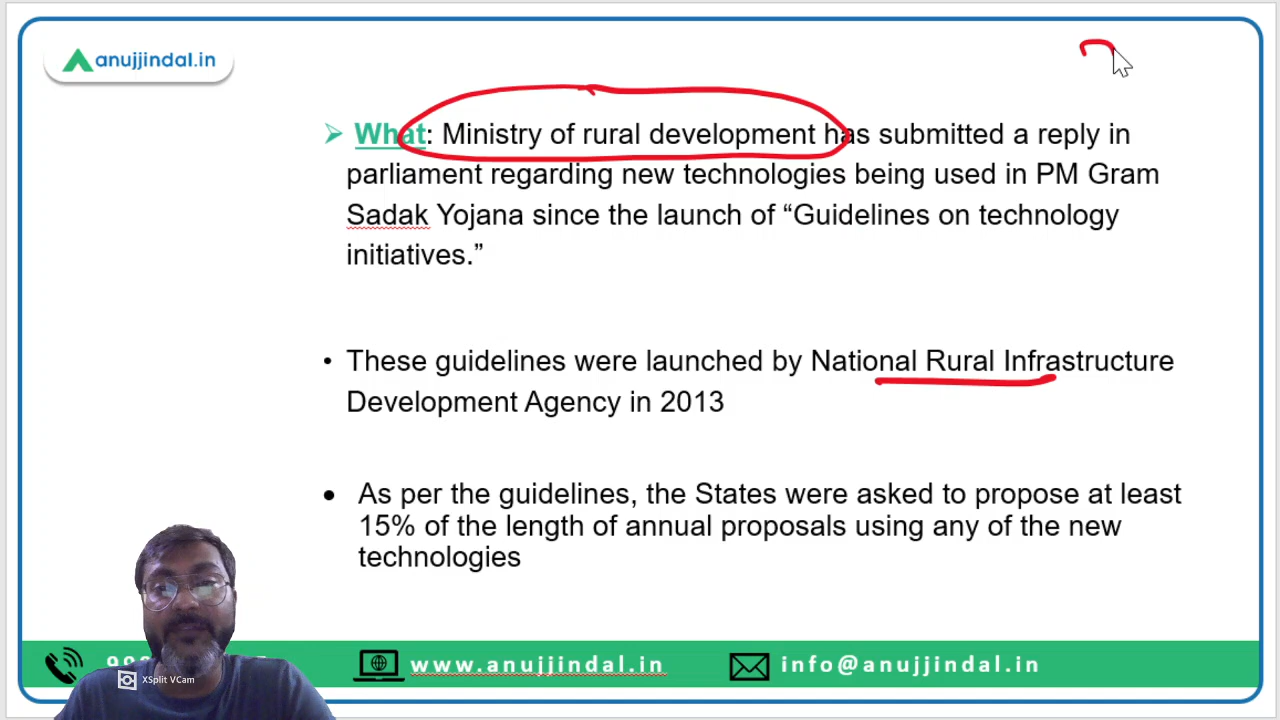 anujjindal.in
What: Ministry of rural development has submitted a reply in
parliament regarding new technologies being used in PM Gram
Sadak Yojana since the launch of “Guidelines on technology
initiatives.”
These guidelines were launched by National Rural Infrastructure
Development Agency in 2013
As per the guidelines, the States were asked to propose at least
15% of the length of annual proposals using any of the new
technologies
www.anujjindal.in
info@anujjindal.in
XSplit VCam